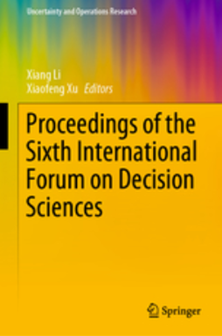 Uncertainty and Operations Research
Xiang Li
Xiaofeng Xu Editors
Proceedings of the
Sixth International
Forum on Decision
Sciences
Springer